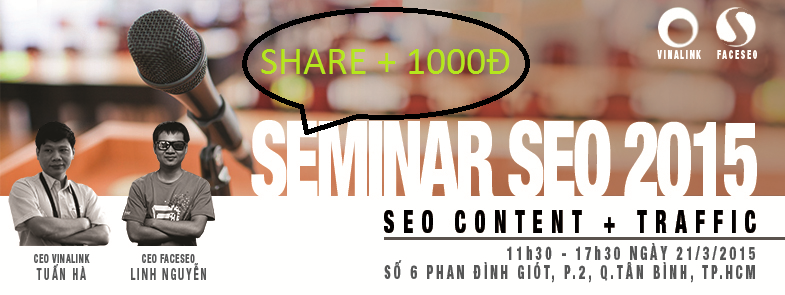 SHARE + 1000Đ
VINALINK
FACESEO
SEMINAR SEO 2015
SEO CONTENT + TRAFFIC
11h30 - 17h30 NGÀY 21/3/2015
SỐ 6 PHAN ĐÌNH GIÓT, P.2, Q.TÂN BÌNH, TP.HCM
CEO VINALINK
TUẤN HÀ
CEO FACESEO
LINH NGUYỄN